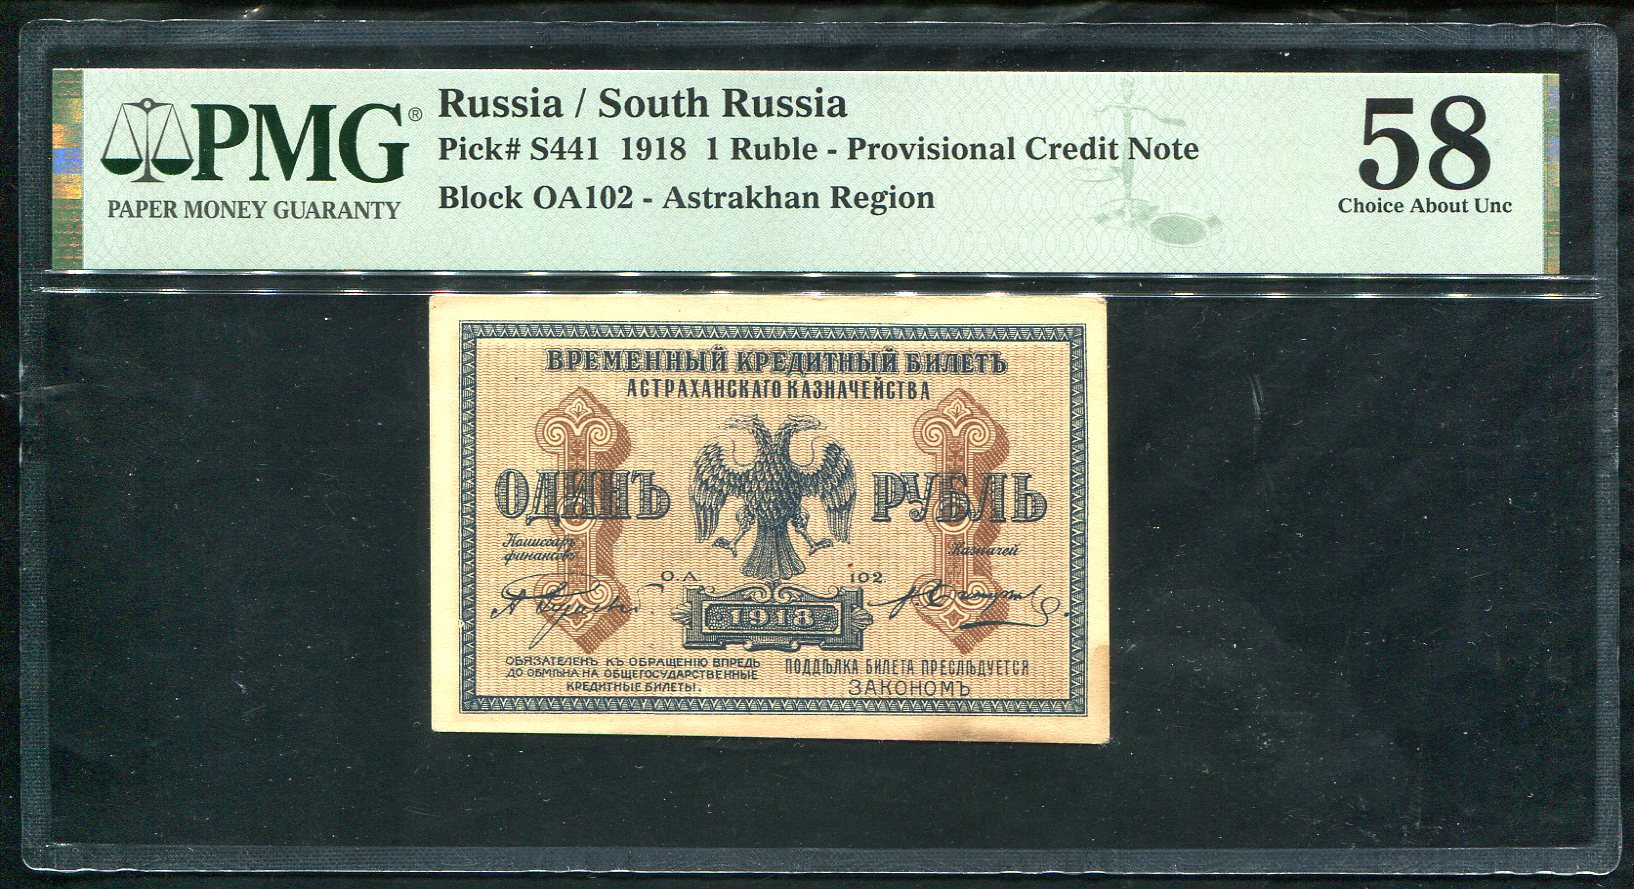 PMG®
PAPER MONEY GUARANTY
Russia / South Russia
Pick# S441 1918 1 Ruble - Provisional Credit Note
Block OA102 - Astrakhan Region
58
Choice About Unc
ВРЕМЕННЫЙ КРЕДИТНЫЙ БИЛЕТЪ
АСТРАХАНСКАГО КАЗНАЧЕЙСТВА
ОДИНЪ РУБЛЬ
Комиссаръ
финансовъ
Казначей
О.А. 102.
1918
ОБЯЗАТЕЛЕНЪ КЪ ОБРАЩЕНІЮ ВПРЕДЬ
ДО ОБМѢНА НА ОБЩЕГОСУДАРСТВЕННЫЕ
КРЕДИТНЫЕ БИЛЕТЫ.
ПОДДѢЛКА БИЛЕТА ПРЕСЛѢДУЕТСЯ
ЗАКОНОМЪ